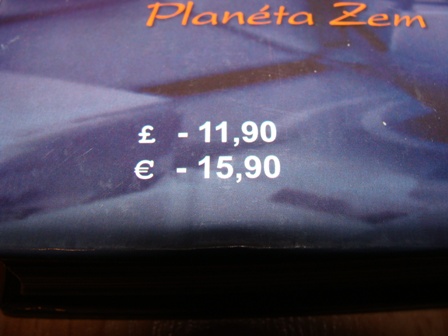 Planéta Zem
£ - 11,90
€ - 15,90